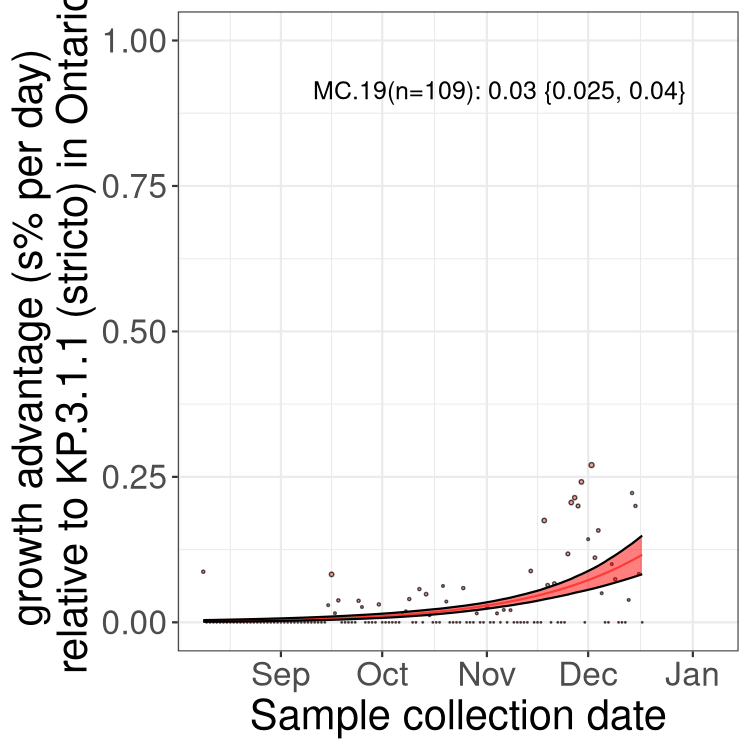 growth advantage (s% per day)
relative to KP.3.1.1 (stricto) in Ontario
1.00
0.75
0.50
0.25
0.00
MC.19(n=109): 0.03 {0.025, 0.04}
Sep Oct Nov Dec Jan
Sample collection date